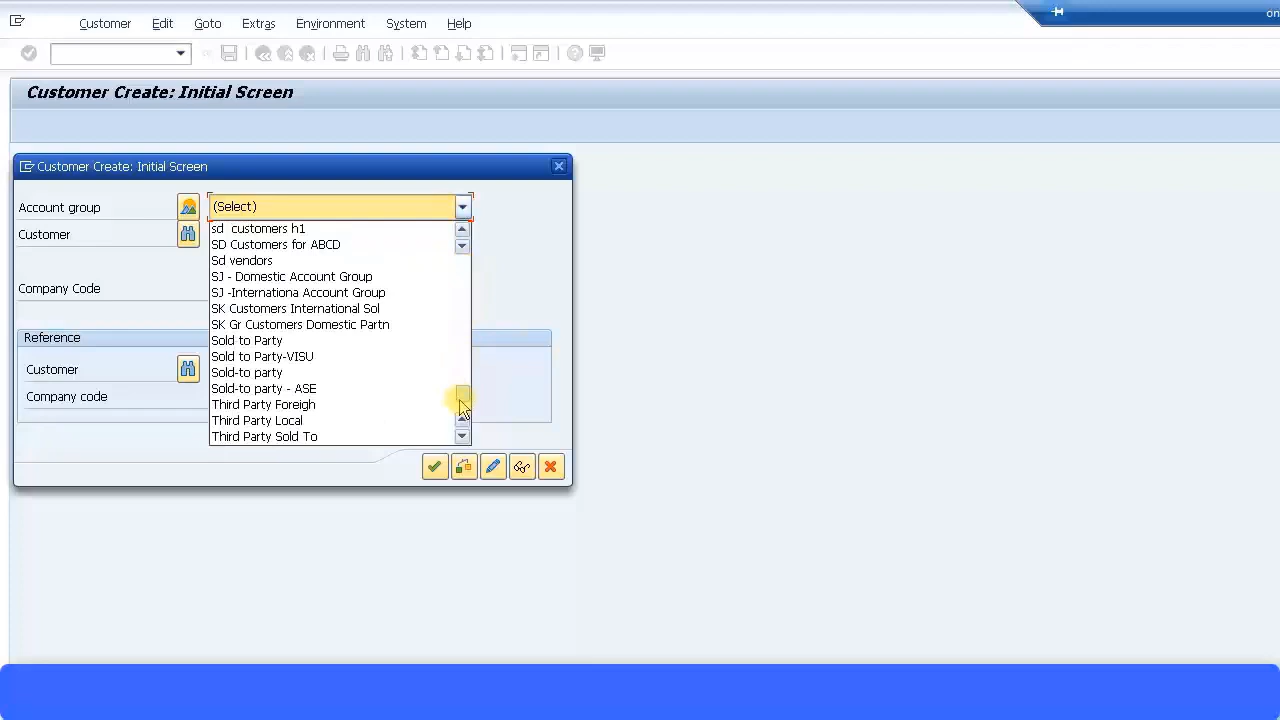 Customer Edit Goto Extras Environment System Help
on
Customer Create: Initial Screen
Customer Create: Initial Screen
Account group (Select)
Customer
Company Code
Reference
Customer
Company code
sd customers h1
SD Customers for ABCD
Sd vendors
SJ - Domestic Account Group
SJ -Internationa Account Group
SK Customers International Sol
SK Gr Customers Domestic Partn
Sold to Party
Sold to Party-VISU
Sold-to party
Sold-to party - ASE
Third Party Foreigh
Third Party Local
Third Party Sold To